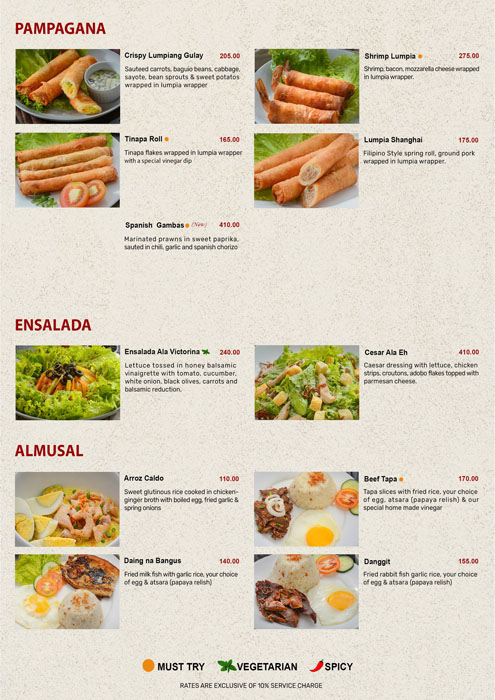 PAMPAGANA
Crispy Lumpiang Gulay 205.00
Sauteed carrots, baguio beans, cabbage,
sayote, bean sprouts & sweet potatos
wrapped in lumpia wrapper
Shrimp Lumpia 275.00
Shrimp, bacon, mozzarella cheese wrapped
in lumpia wrapper.
Tinapa Roll 165.00
Tinapa flakes wrapped in lumpia wrapper
with a special vinegar dip
Lumpia Shanghai 175.00
Filipino Style spring roll, ground pork
wrapped in lumpia wrapper.
Spanish Gambas (New) 410.00
Marinated prawns in sweet paprika,
sauted in chili, garlic and spanish chorizo
ENSALADA
Ensalada Ala Victorina 240.00
Lettuce tossed in honey balsamic
vinaigrette with tomato, cucumber,
white onion, black olives, carrots and
balsamic reduction.
Cesar Ala Eh 410.00
Caesar dressing with lettuce, chicken
strips, croutons, adobo flakes topped with
parmesan cheese.
ALMUSAL
Arroz Caldo 110.00
Sweet glutinous rice cooked in chicken-
ginger broth with boiled egg, fried garlic &
spring onions
Beef Tapa 170.00
Tapa slices with fried rice, your choice
of egg, atsara (papaya relish) & our
special home made vinegar
Daing na Bangus 140.00
Fried milk fish with garlic rice, your choice
of egg & atsara (papaya relish)
Danggit 155.00
Fried rabbit fish garlic rice, your choice
of egg & atsara (papaya relish)
MUST TRY VEGETARIAN SPICY
RATES ARE EXCLUSIVE OF 10% SERVICE CHARGE